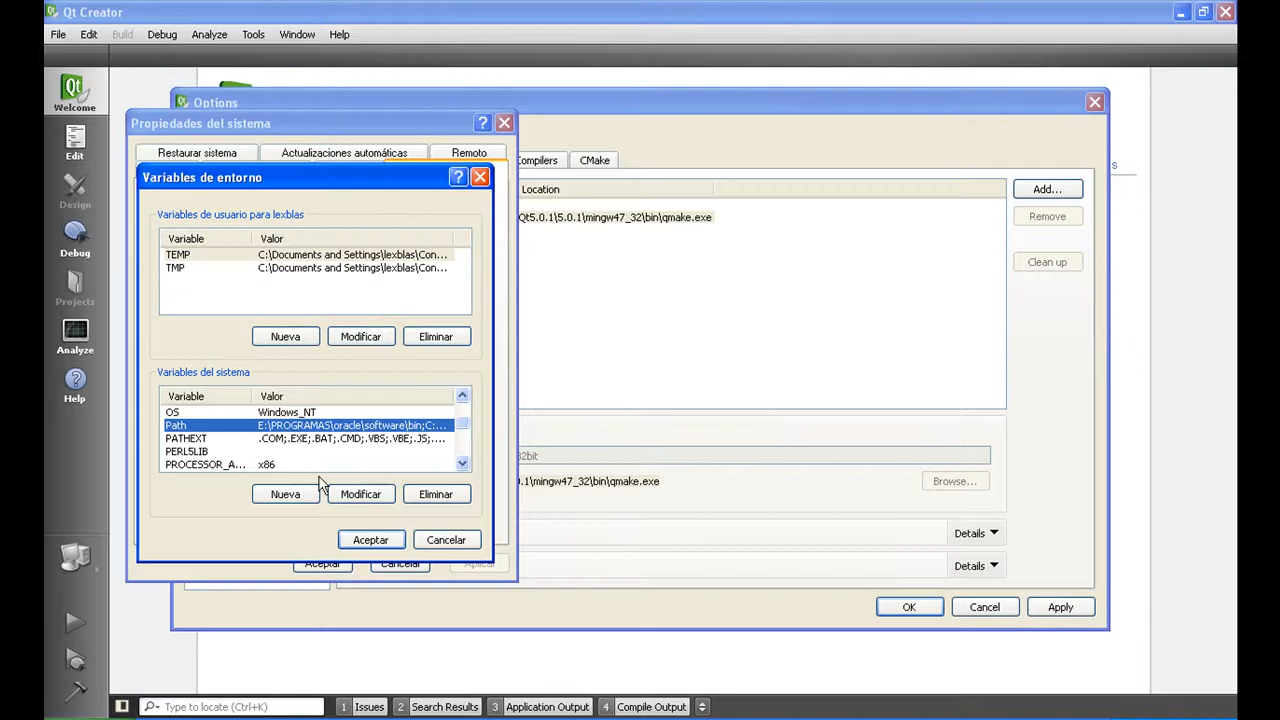 Qt Creator
File Edit Build Debug Analyze Tools Window Help
Qt
Welcome
Edit
Design
Debug
Projects
Analyze
Help
Options
Compilers CMake
Location
Qt5.0.1\5.0.1\mingw47_32\bin\qmake.exe
Add...
Remove
Clean up
32bit
0.1\mingw47_32\bin\qmake.exe
Browse...
Details
Details
OK Cancel Apply
s
Propiedades del sistema
Restaurar sistema Actualizaciones automáticas Remoto
Variables de entorno
Variables de usuario para lexblas
Variable Valor
TEMP C:\Documents and Settings\lexblas\Con...
TMP C:\Documents and Settings\lexblas\Con...
Nueva Modificar Eliminar
Variables del sistema
Variable Valor
OS Windows_NT
Path E:\PROGRAMAS\oracle\software\bin;C:...
PATHEXT .COM;.EXE;.BAT;.CMD;.VBS;.VBE;.JS;....
PERL5LIB
PROCESSOR_A... x86
Nueva Modificar Eliminar
Aceptar Cancelar
Aceptar Cancelar Aplicar
Type to locate (Ctrl+K) 1 Issues 2 Search Results 3 Application Output 4 Compile Output